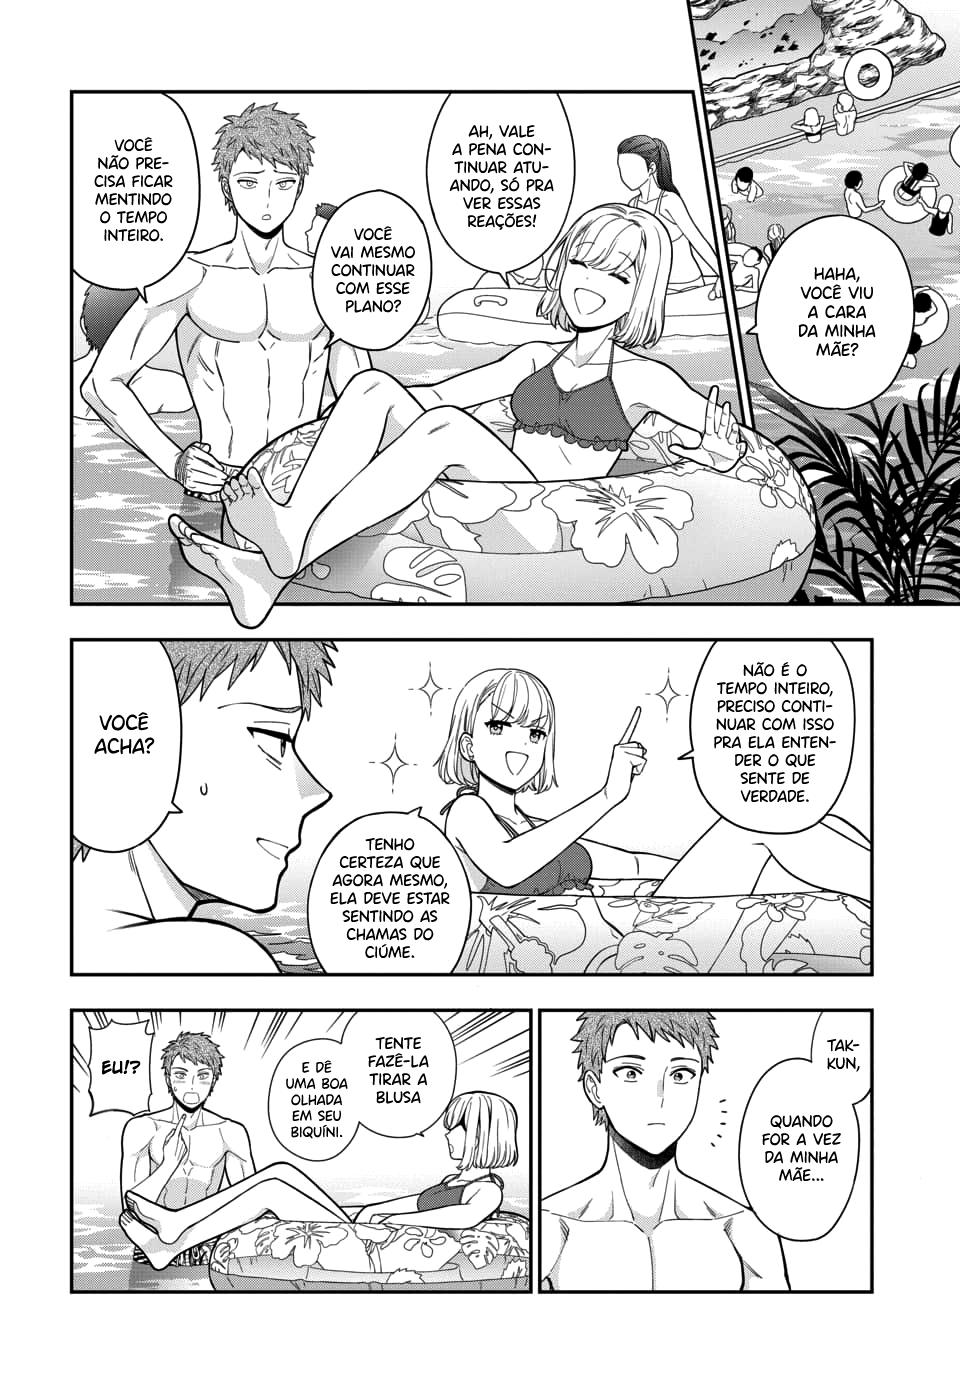 HAHA,
VOCÊ VIU
A CARA
DA MINHA
MÃE?
AH, VALE
A PENA CON-
TINUAR ATU-
ANDO, SÓ PRA
VER ESSAS
REAÇÕES!
VOCÊ
VAI MESMO
CONTINUAR
COM ESSE
PLANO?
VOCÊ
NÃO PRE-
CISA FICAR
MENTINDO
O TEMPO
INTEIRO.
NÃO É O
TEMPO INTEIRO,
PRECISO CONTI-
NUAR COM ISSO
PRA ELA ENTEN-
DER O QUE
SENTE DE
VERDADE.
TENHO
CERTEZA QUE
AGORA MESMO,
ELA DEVE ESTAR
SENTINDO AS
CHAMAS DO
CIÚME.
VOCÊ
ACHA?
TAK-
KUN,
QUANDO
FOR A VEZ
DA MINHA
MÃE...
TENTE
FAZÊ-LA
TIRAR A
BLUSA
E DÊ
UMA BOA
OLHADA
EM SEU
BIQUÍNI.
EU!?